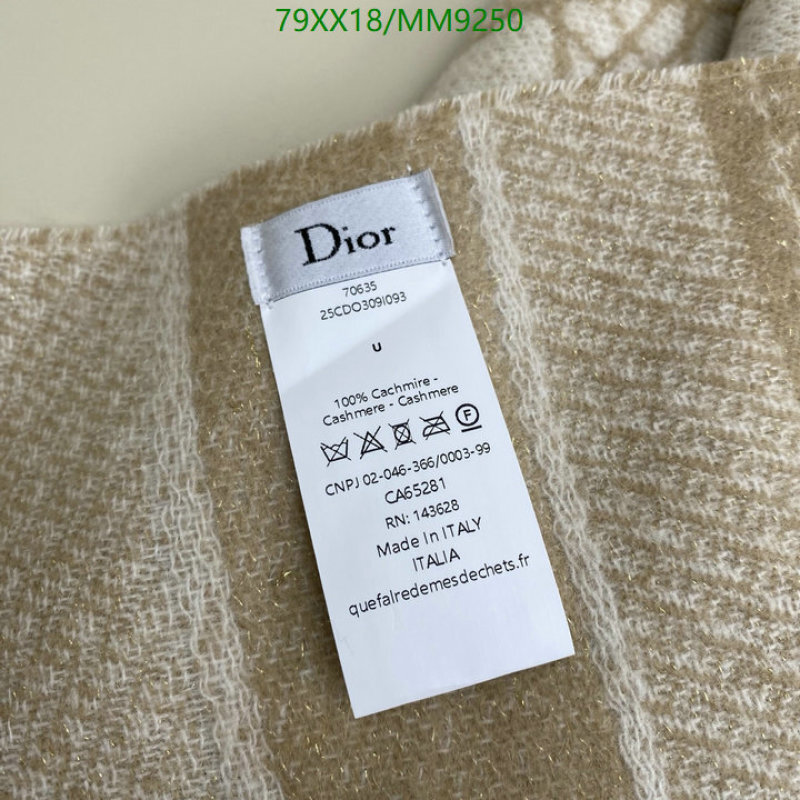 79XX18/MM9250
Dior
70635
25CDO309I093
U
100% Cachmire -
Cashmere - Cashmere
F
CNPJ 02-046-366/0003-99
CA65281
RN: 143628
Made In ITALY
ITALIA
quefalredemesdechets.fr